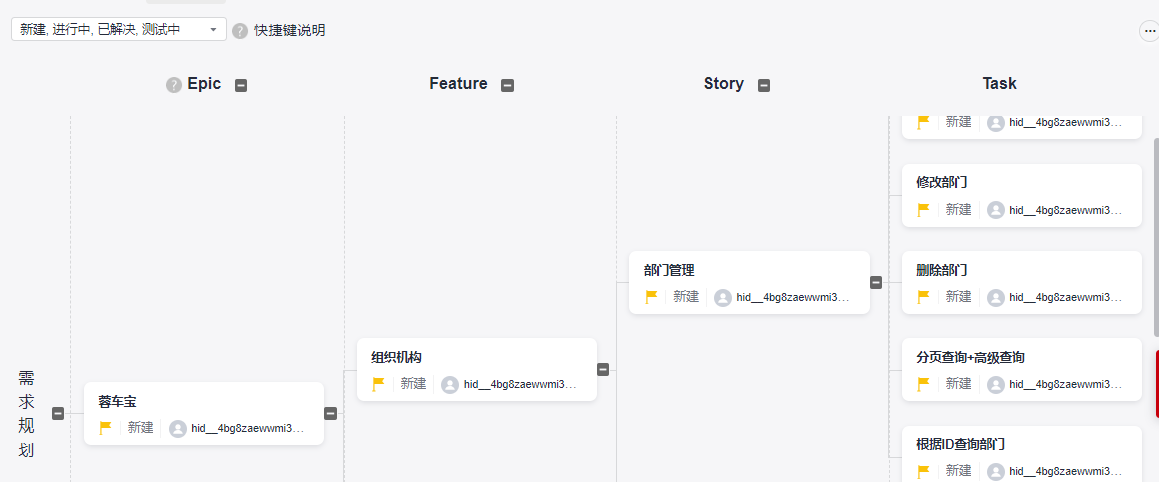 新建, 进行中, 已解决, 测试中
快捷键说明
Epic
Feature
Story
Task
新建 hid__4bg8zaewwmi3...
修改部门
新建 hid__4bg8zaewwmi3...
部门管理
新建 hid__4bg8zaewwmi3...
删除部门
新建 hid__4bg8zaewwmi3...
组织机构
新建 hid__4bg8zaewwmi3...
分页查询+高级查询
新建 hid__4bg8zaewwmi3...
需求规划
蓉车宝
新建 hid__4bg8zaewwmi3...
根据ID查询部门
新建 hid__4bg8zaewwmi3...